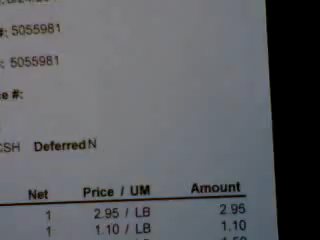 #: 5055981
: 5055981
e #:
CSH Deferred N
Net Price / UM Amount
1 2.95 / LB 2.95
1 1.10 / LB 1.10